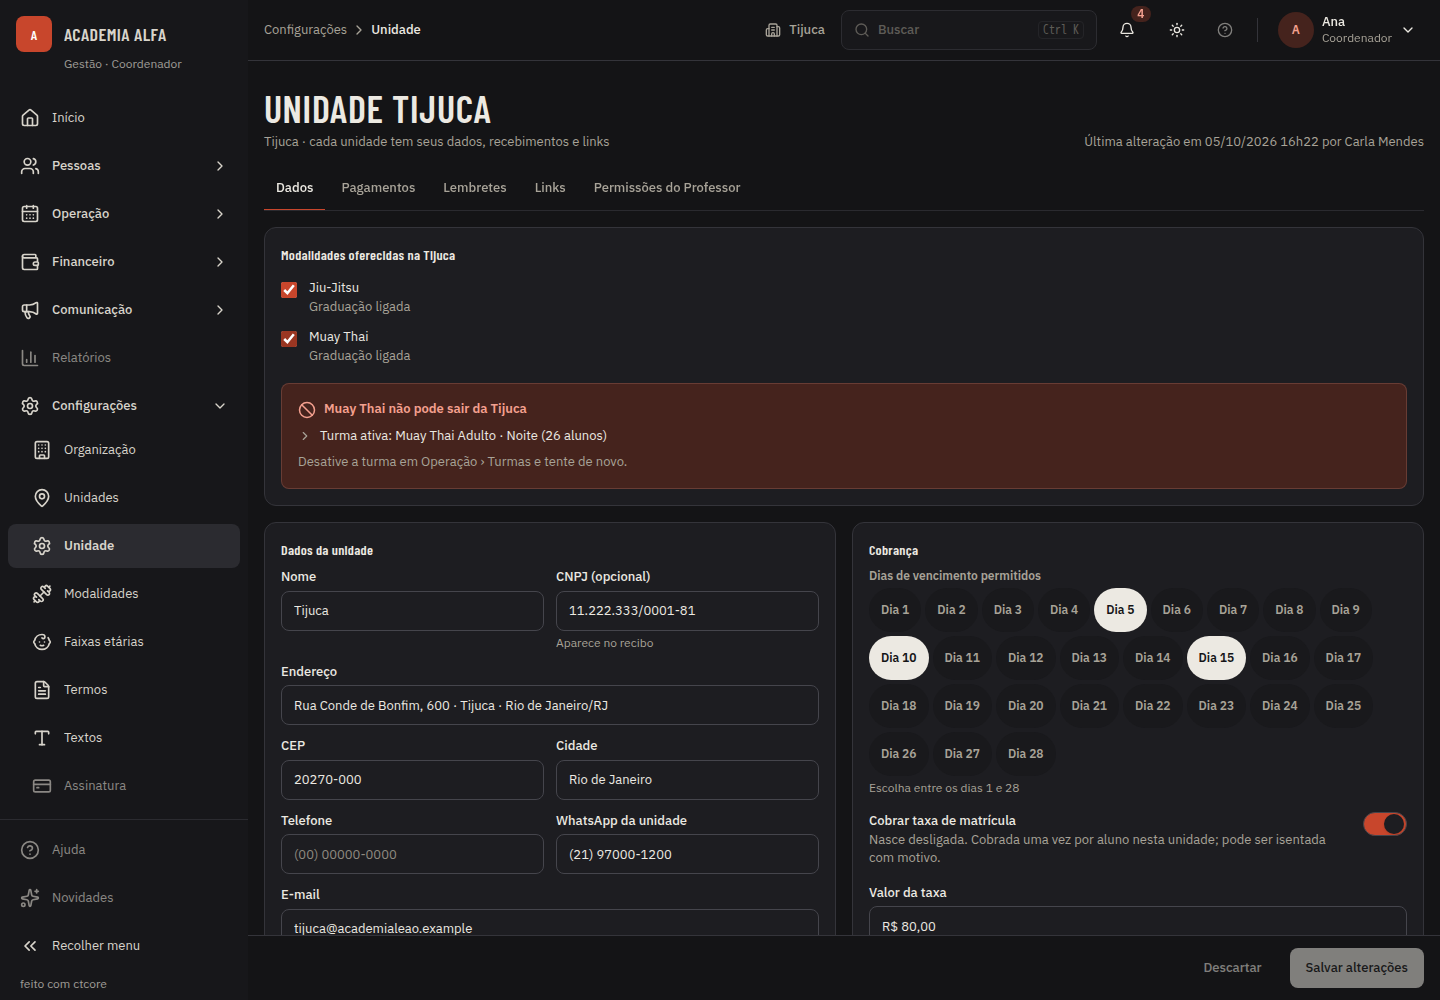 A
ACADEMIA ALFA
Gestão · Coordenador
Início
Pessoas
Operação
Financeiro
Comunicação
Relatórios
Configurações
Organização
Unidades
Unidade
Modalidades
Faixas etárias
Termos
Textos
Assinatura
Ajuda
Novidades
Recolher menu
feito com ctcore
Configurações > Unidade
Tijuca
Buscar
Ctrl K
4
A
Ana
Coordenador
UNIDADE TIJUCA
Tijuca · cada unidade tem seus dados, recebimentos e links
Última alteração em 05/10/2026 16h22 por Carla Mendes
Dados
Pagamentos
Lembretes
Links
Permissões do Professor
Modalidades oferecidas na Tijuca
Jiu-Jitsu
Graduação ligada
Muay Thai
Graduação ligada
Muay Thai não pode sair da Tijuca
Turma ativa: Muay Thai Adulto · Noite (26 alunos)
Desative a turma em Operação › Turmas e tente de novo.
Dados da unidade
Nome
Tijuca
CNPJ (opcional)
11.222.333/0001-81
Aparece no recibo
Endereço
Rua Conde de Bonfim, 600 · Tijuca · Rio de Janeiro/RJ
CEP
20270-000
Cidade
Rio de Janeiro
Telefone
(00) 00000-0000
WhatsApp da unidade
(21) 97000-1200
E-mail
tijuca@academialeao.example
Cobrança
Dias de vencimento permitidos
Dia 1 Dia 2 Dia 3 Dia 4 Dia 5 Dia 6 Dia 7 Dia 8 Dia 9
Dia 10 Dia 11 Dia 12 Dia 13 Dia 14 Dia 15 Dia 16 Dia 17
Dia 18 Dia 19 Dia 20 Dia 21 Dia 22 Dia 23 Dia 24 Dia 25
Dia 26 Dia 27 Dia 28
Escolha entre os dias 1 e 28
Cobrar taxa de matrícula
Nasce desligada. Cobrada uma vez por aluno nesta unidade; pode ser isentada
com motivo.
Valor da taxa
R$ 80,00
Descartar
Salvar alterações